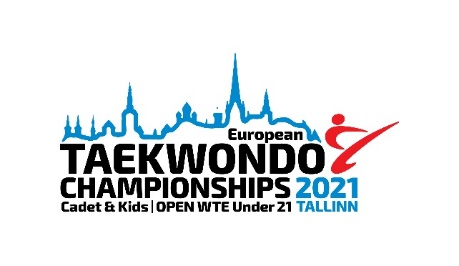 European
TAEKWONDO
CHAMPIONSHIPS 2021
Cadet & Kids | OPEN WTE Under 21 TALLINN